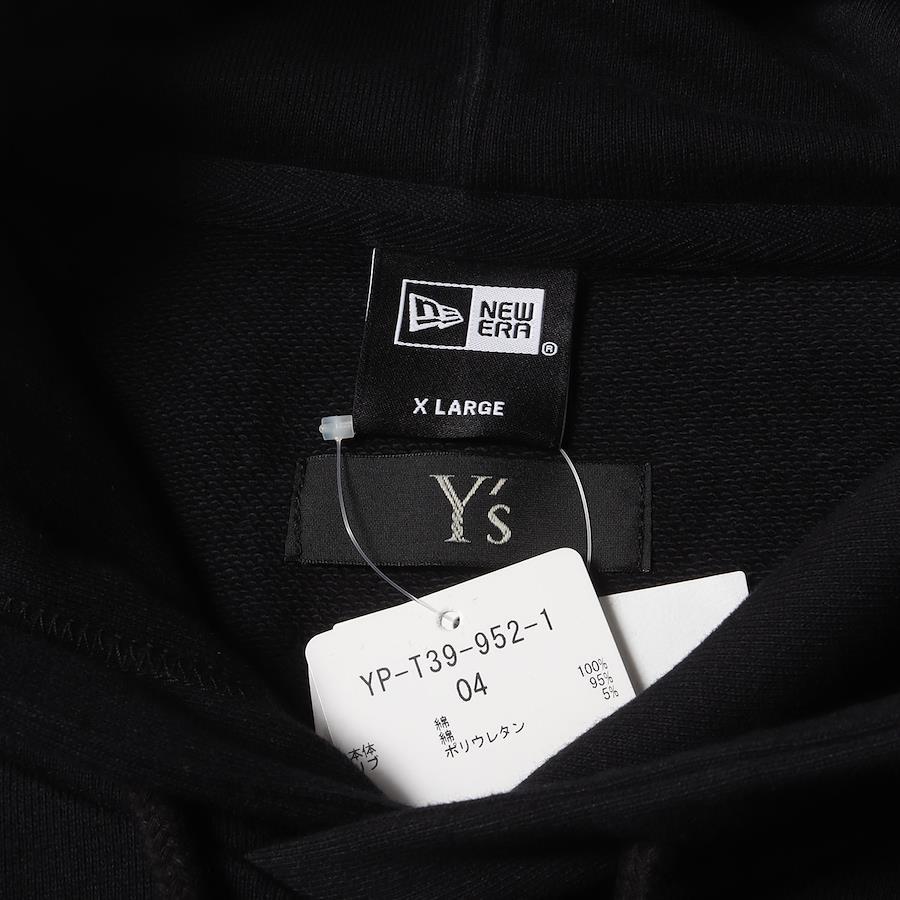 NEW
ERA
®
X LARGE
Y's
YP-T39-952-1
04
綿 100%
綿 95%
ポリウレタン 5%
本体